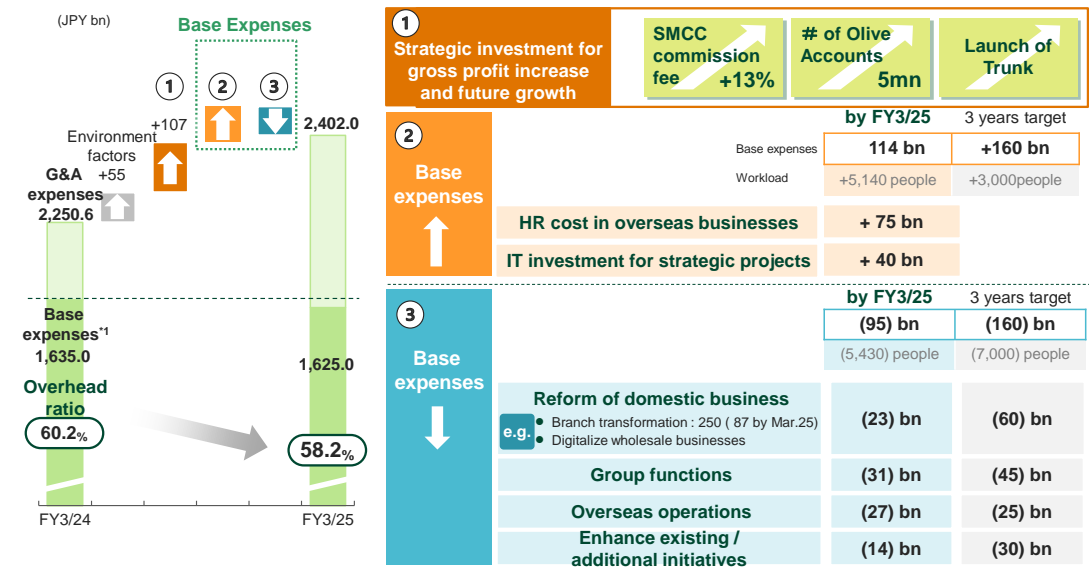 (JPY bn)
Base Expenses
①
②
③
+107
Environment
factors
+55
G&A
expenses
2,250.6
2,402.0
Base
expenses*1
1,635.0
1,625.0
Overhead
ratio
60.2%
58.2%
FY3/24
FY3/25
①
Strategic investment for
gross profit increase
and future growth
SMCC
commission
fee
+13%
# of Olive
Accounts
5mn
Launch of
Trunk
②
Base
expenses
by FY3/25
3 years target
Base expenses
114 bn
+160 bn
Workload
+5,140 people
+3,000people
HR cost in overseas businesses
+ 75 bn
IT investment for strategic projects
+ 40 bn
③
Base
expenses
by FY3/25
3 years target
(95) bn
(160) bn
(5,430) people
(7,000) people
Reform of domestic business
e.g.
● Branch transformation : 250 ( 87 by Mar.25)
● Digitalize wholesale businesses
(23) bn
(60) bn
Group functions
(31) bn
(45) bn
Overseas operations
(27) bn
(25) bn
Enhance existing /
additional initiatives
(14) bn
(30) bn